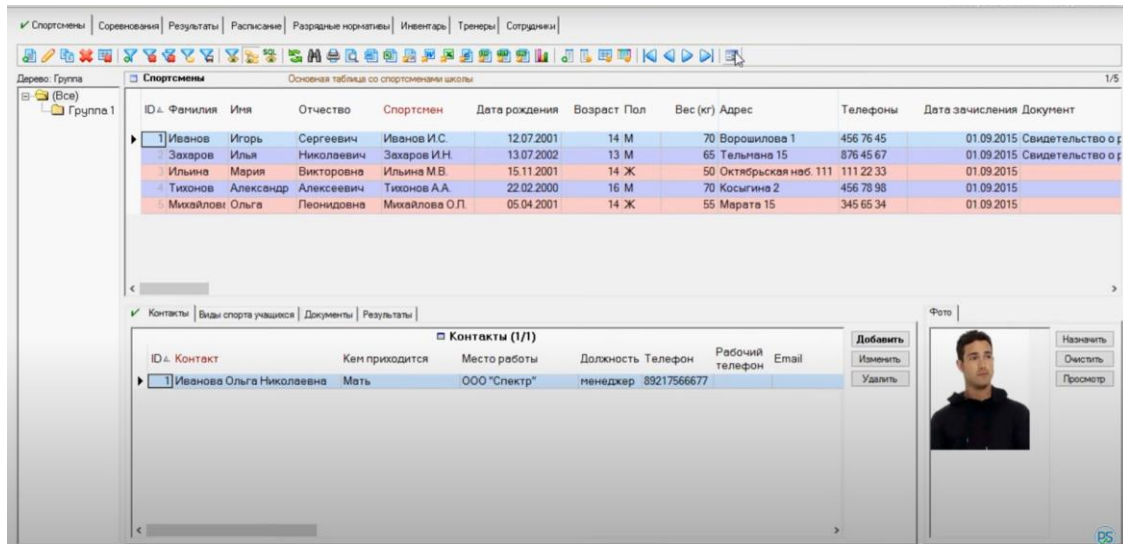 Спортсмены Соревнования Результаты Расписание Разрядные нормативы Инвентарь Тренеры Сотрудники
Дерево: Группа
(Все)
Группа 1
Спортсмены Основная таблица со спортсменами школы 1/5
ID Фамилия Имя Отчество Спортсмен Дата рождения Возраст Пол Вес (кг) Адрес Телефоны Дата зачисления Документ
1 Иванов Игорь Сергеевич Иванов И.С. 12.07.2001 14 М 70 Ворошилова 1 456 76 45 01.09.2015 Свидетельство о р
2 Захаров Илья Николаевич Захаров И.Н. 13.07.2002 13 М 65 Тельмана 15 876 45 67 01.09.2015 Свидетельство о р
3 Ильина Мария Викторовна Ильина М.В. 15.11.2001 14 Ж 50 Октябрьская наб. 111 111 22 33 01.09.2015
4 Тихонов Александр Алексеевич Тихонов А.А. 22.02.2000 16 М 70 Косыгина 2 456 78 98 01.09.2015
5 Михайлова Ольга Леонидовна Михайлова О.Л. 05.04.2001 14 Ж 55 Марата 15 345 65 34 01.09.2015
Контакты Виды спорта учащихся Документы Результаты
Контакты (1/1)
ID Контакт Кем приходится Место работы Должность Телефон Рабочий телефон Email
1 Иванова Ольга Николаевна Мать ООО "Спектр" менеджер 89217566677
Добавить
Изменить
Удалить
Фото
Назначить
Очистить
Просмотр
PS